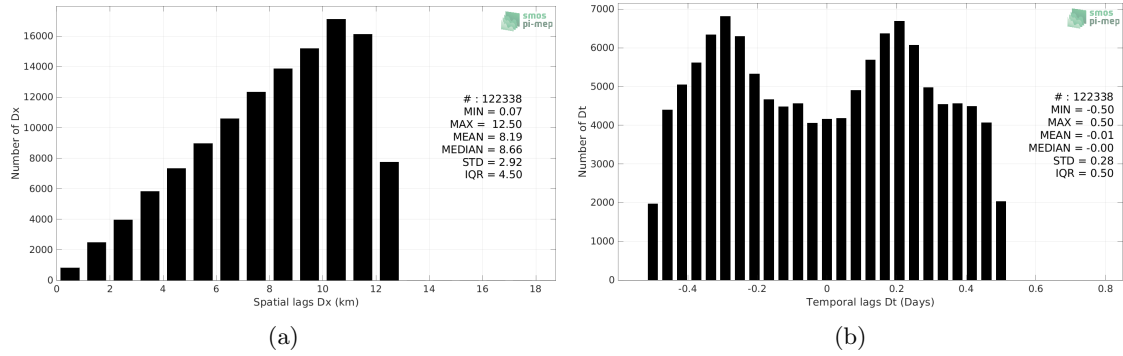 smos
pi-mep
16000
14000
12000
10000
8000
6000
4000
2000
0
Number of Dx
# : 122338
MIN = 0.07
MAX = 12.50
MEAN = 8.19
MEDIAN = 8.66
STD = 2.92
IQR = 4.50
0 2 4 6 8 10 12 14 16 18
Spatial lags Dx (km)
(a)
smos
pi-mep
7000
6000
5000
4000
3000
2000
1000
0
Number of Dt
# : 122338
MIN = -0.50
MAX = 0.50
MEAN = -0.01
MEDIAN = -0.00
STD = 0.28
IQR = 0.50
-0.4 -0.2 0 0.2 0.4 0.6 0.8
Temporal lags Dt (Days)
(b)